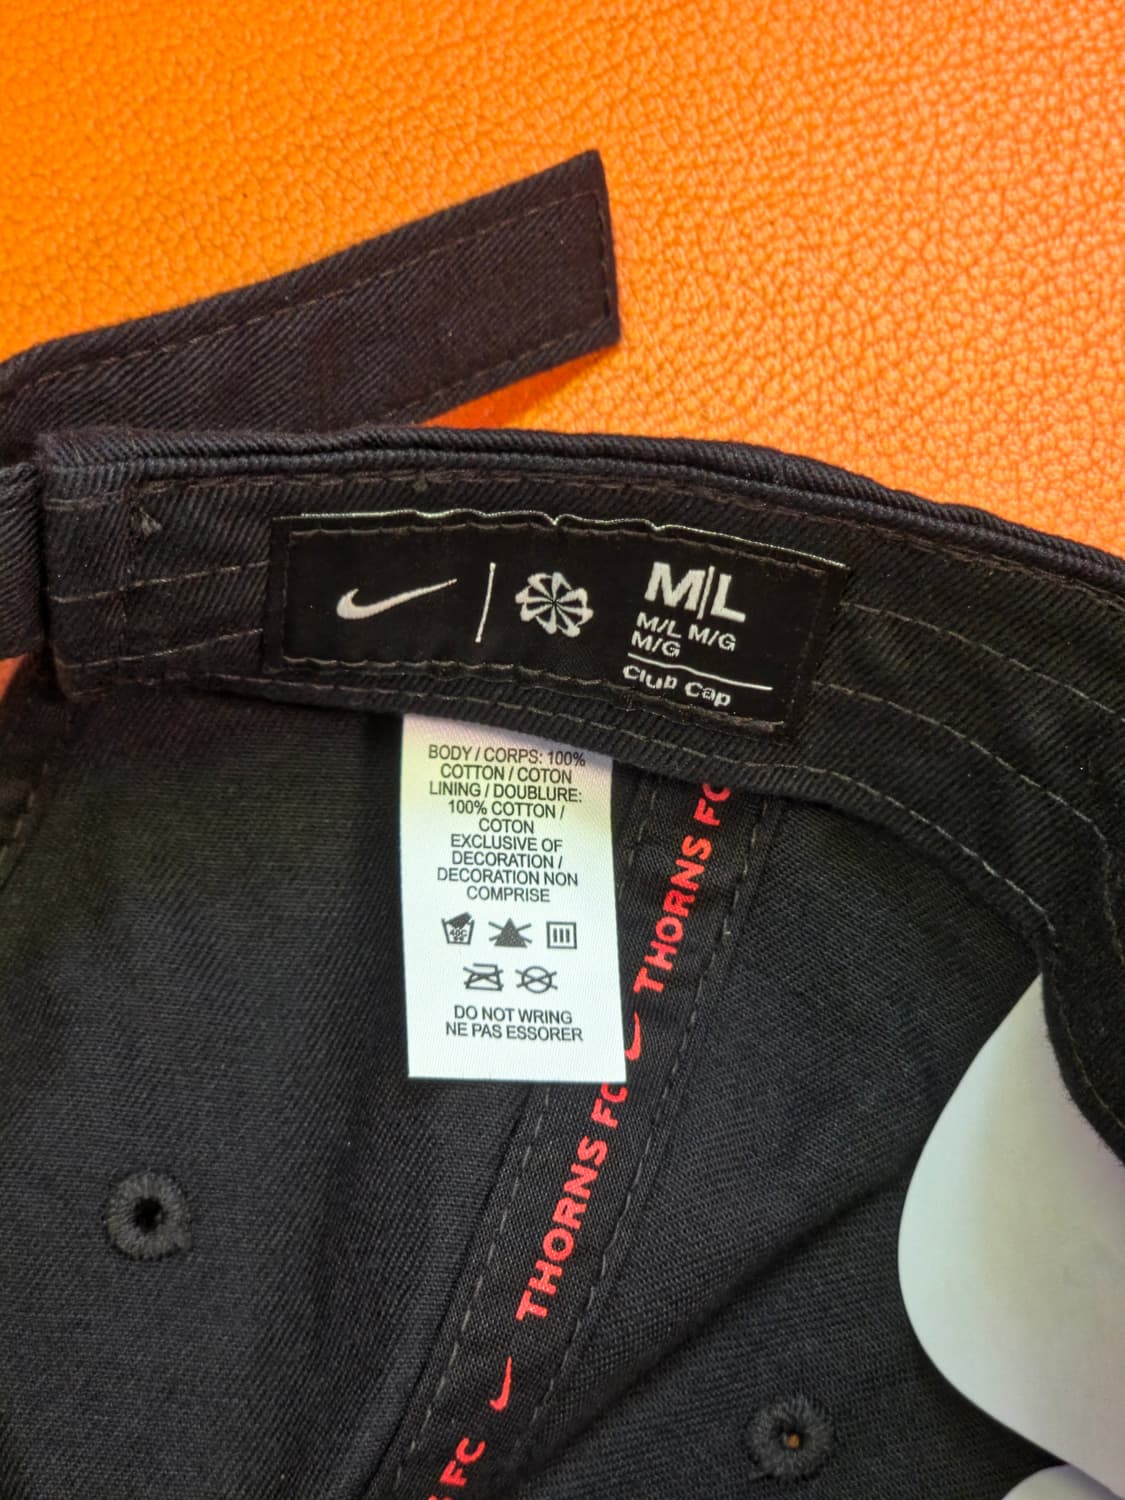 M|L
M/L M/G
M/G
Club Cap
BODY / CORPS: 100%
COTTON / COTON
LINING / DOUBLURE:
100% COTTON /
COTON
EXCLUSIVE OF
DECORATION /
DECORATION NON
COMPRISE
DO NOT WRING
NE PAS ESSORER
THORNS FC
THORNS FC
FC